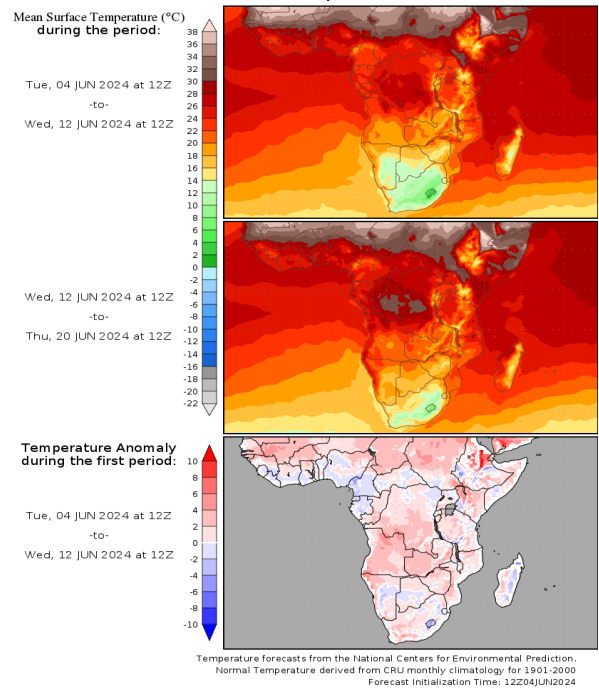 Mean Surface Temperature (°C)
during the period:
38
36
34
32
30
28
26
24
22
20
18
16
14
12
10
8
6
4
2
0
-2
-4
-6
-8
-10
-12
-14
-16
-18
-20
-22
Tue, 04 JUN 2024 at 12Z
-to-
Wed, 12 JUN 2024 at 12Z
Wed, 12 JUN 2024 at 12Z
-to-
Thu, 20 JUN 2024 at 12Z
Temperature Anomaly
during the first period:
10
8
6
4
2
0
-2
-4
-6
-8
-10
Tue, 04 JUN 2024 at 12Z
-to-
Wed, 12 JUN 2024 at 12Z
Temperature forecasts from the National Centers for Environmental Prediction.
Normal Temperature derived from CRU monthly climatology for 1901-2000
Forecast Initialization Time: 12Z04JUN2024